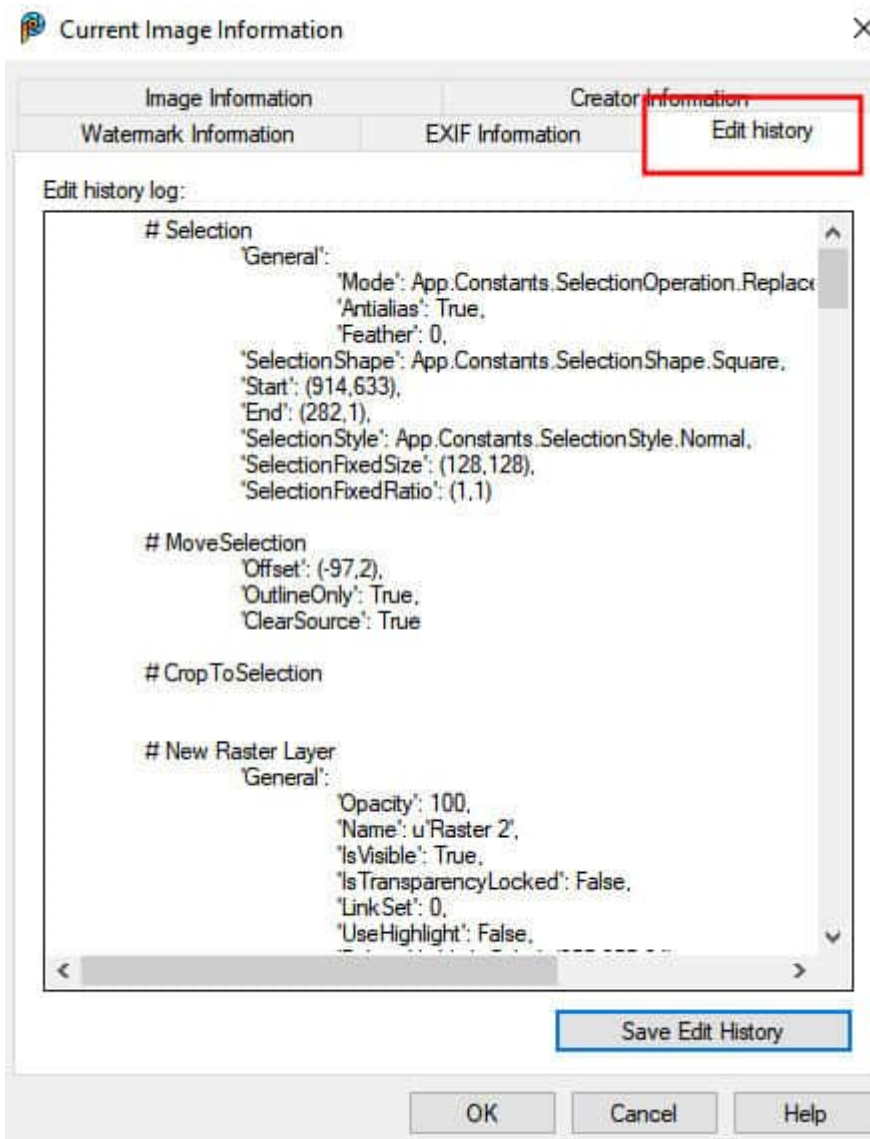 Current Image Information
Image Information
Creator Information
Watermark Information
EXIF Information
Edit history
Edit history log:
# Selection
'General':
'Mode': App.Constants.SelectionOperation.Replace
'Antialias': True,
'Feather': 0,
'SelectionShape': App.Constants.SelectionShape.Square,
'Start': (914,633),
'End': (282,1),
'SelectionStyle': App.Constants.SelectionStyle.Normal,
'SelectionFixedSize': (128,128),
'SelectionFixedRatio': (1,1)
# MoveSelection
'Offset': (-97,2),
'OutlineOnly': True,
'ClearSource': True
# CropToSelection
# New Raster Layer
'General':
'Opacity': 100,
'Name': u'Raster 2',
'IsVisible': True,
'IsTransparencyLocked': False,
'LinkSet': 0,
'UseHighlight': False,
Save Edit History
OK
Cancel
Help